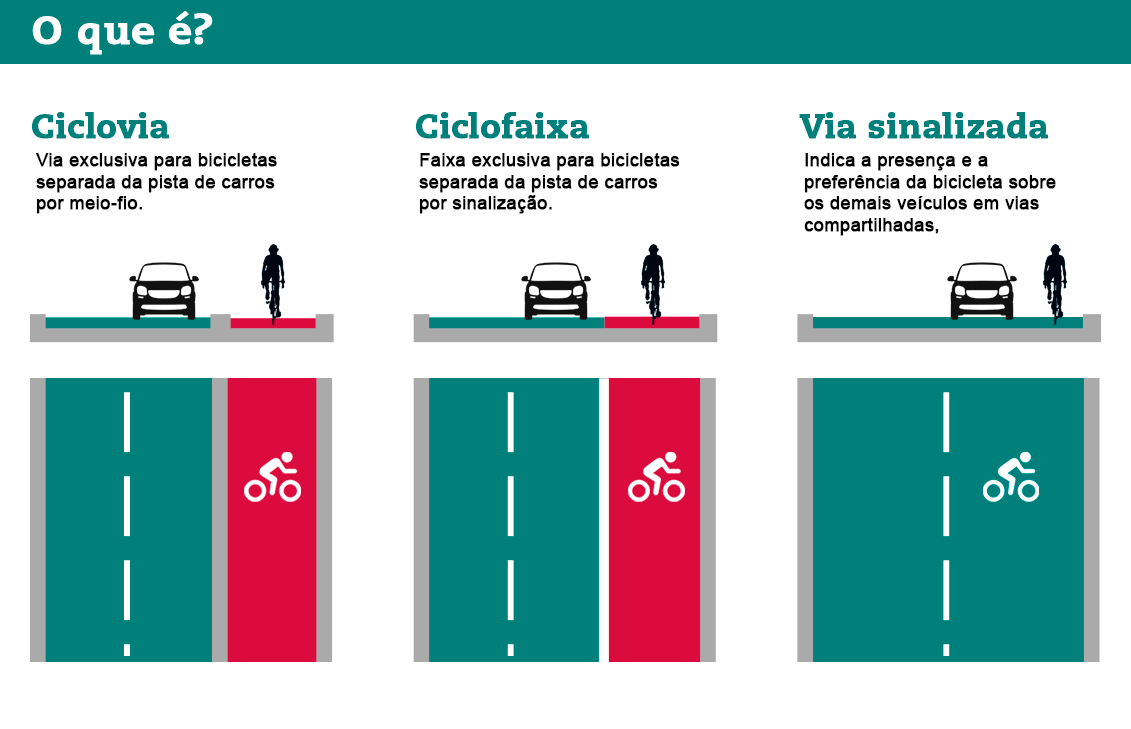 O que é?
Ciclovia
Via exclusiva para bicicletas
separada da pista de carros
por meio-fio.
Ciclofaixa
Faixa exclusiva para bicicletas
separada da pista de carros
por sinalização.
Via sinalizada
Indica a presença e a
preferência da bicicleta sobre
os demais veículos em vias
compartilhadas,